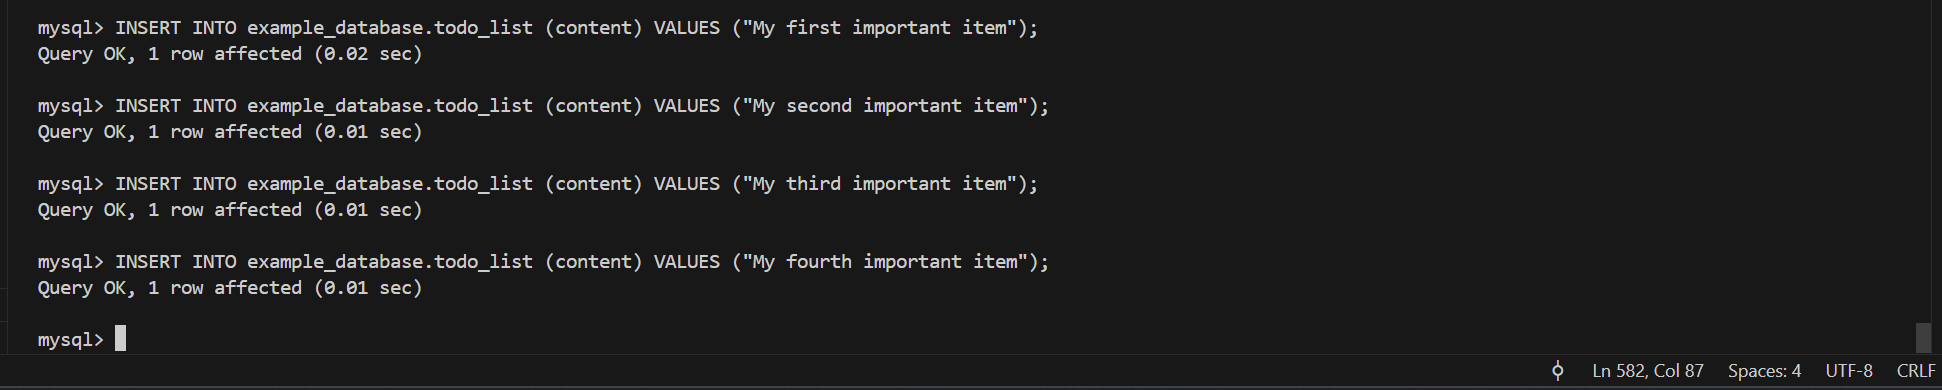 mysql> INSERT INTO example_database.todo_list (content) VALUES ("My first important item");
Query OK, 1 row affected (0.02 sec)
mysql> INSERT INTO example_database.todo_list (content) VALUES ("My second important item");
Query OK, 1 row affected (0.01 sec)
mysql> INSERT INTO example_database.todo_list (content) VALUES ("My third important item");
Query OK, 1 row affected (0.01 sec)
mysql> INSERT INTO example_database.todo_list (content) VALUES ("My fourth important item");
Query OK, 1 row affected (0.01 sec)
mysql>
Ln 582, Col 87 Spaces: 4 UTF-8 CRLF